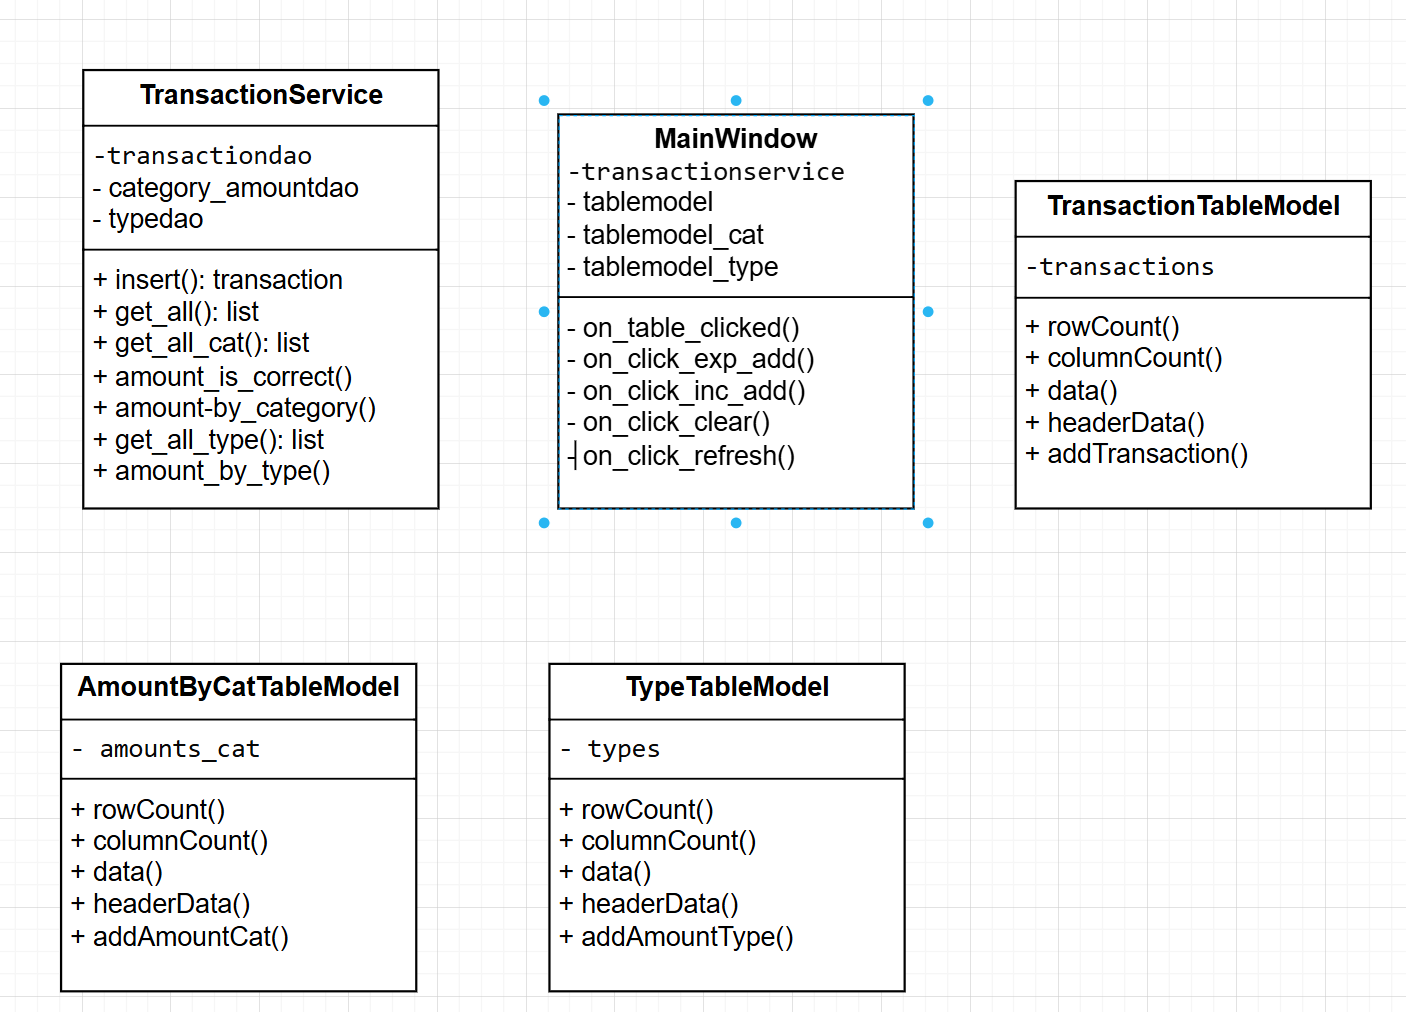 TransactionService
-transactiondao
- category_amountdao
- typedao
+ insert(): transaction
+ get_all(): list
+ get_all_cat(): list
+ amount_is_correct()
+ amount-by_category()
+ get_all_type(): list
+ amount_by_type()
MainWindow
-transactionservice
- tablemodel
- tablemodel_cat
- tablemodel_type
- on_table_clicked()
- on_click_exp_add()
- on_click_inc_add()
- on_click_clear()
- on_click_refresh()
TransactionTableModel
-transactions
+ rowCount()
+ columnCount()
+ data()
+ headerData()
+ addTransaction()
AmountByCatTableModel
- amounts_cat
+ rowCount()
+ columnCount()
+ data()
+ headerData()
+ addAmountCat()
TypeTableModel
- types
+ rowCount()
+ columnCount()
+ data()
+ headerData()
+ addAmountType()